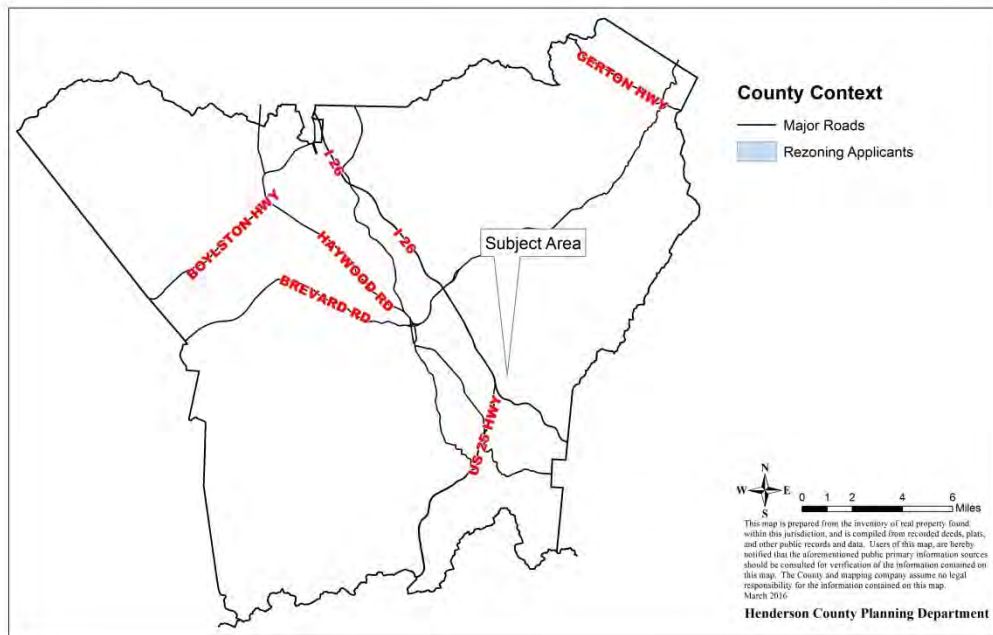 GERTON HWY
County Context
Major Roads
Rezoning Applicants
I-26
BOYLSTON HWY
HAYWOOD RD
I-26
Subject Area
BREVARD RD
US 25 HWY
N
W E
S
0 1 2 4 6
Miles
This map is prepared from the inventory of real property found
within this jurisdiction, and is compiled from recorded deeds, plats,
and other public records and data. Users of this map, are hereby
notified that the aforementioned public primary information sources
should be consulted for verification of the information contained on
this map. The County and mapping company assume no legal
responsibility for the information contained on this map.
March 2016
Henderson County Planning Department